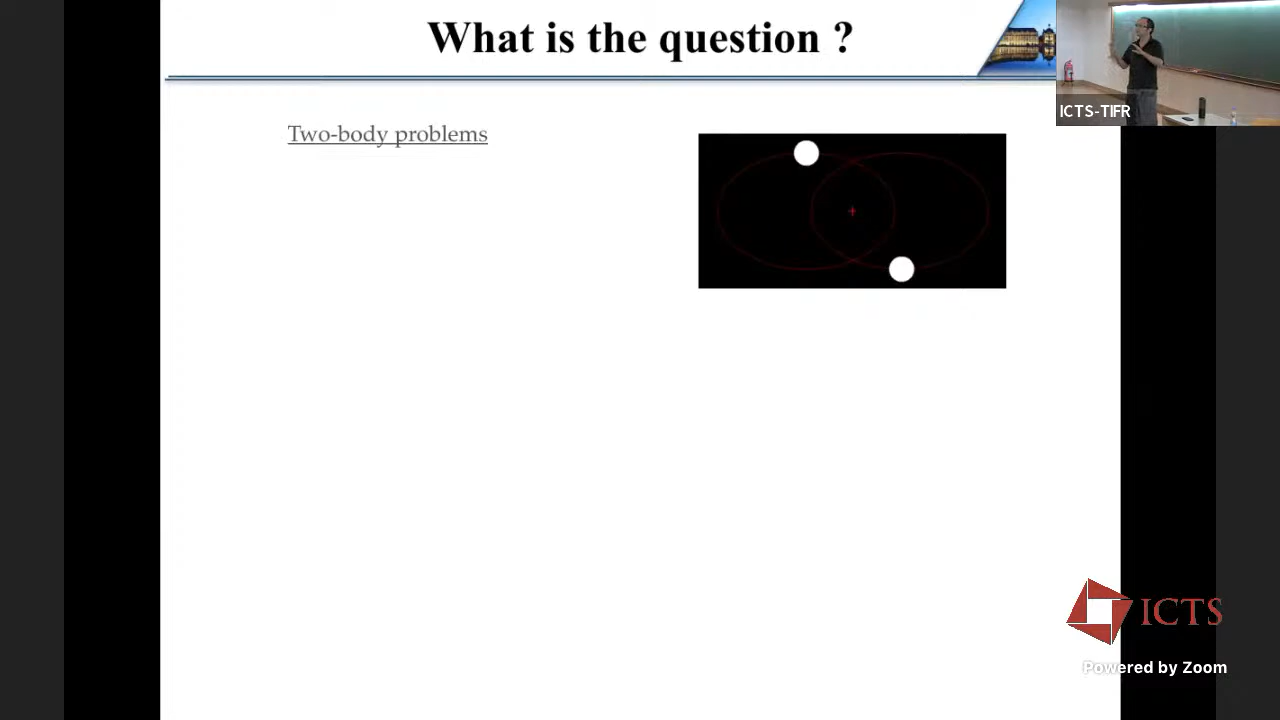 What is the question ?
ICTS-TIFR
Two-body problems
ICTS
Powered by Zoom